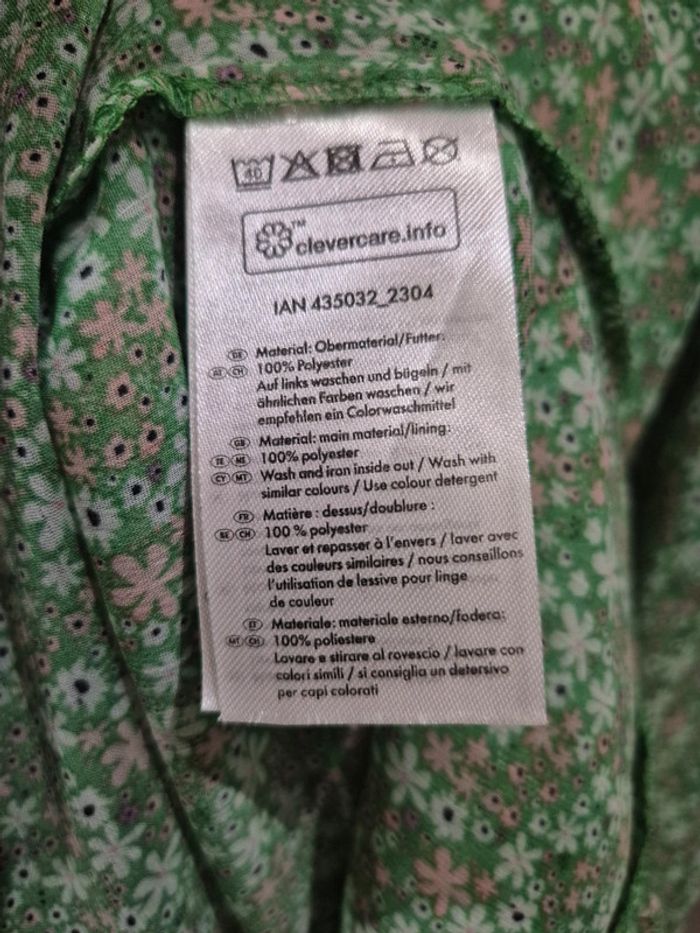 40
™ clevercare.info
IAN 435032_2304
DE Material: Obermaterial/Futter:
AT CH 100% Polyester
Auf links waschen und bügeln / mit
ähnlichen Farben waschen / wir
empfehlen ein Colorwaschmittel
GB Material: main material/lining:
IE NE 100% polyester
CY MT Wash and iron inside out / Wash with
similar colours / Use colour detergent
FR Matière : dessus/doublure :
BE CH 100 % polyester
Laver et repasser à l'envers / laver avec
des couleurs similaires / nous conseillons
l'utilisation de lessive pour linge
de couleur
IT Materiale: materiale esterno/fodera:
MT CH 100% poliestere
Lavare e stirare al rovescio / lavare con
colori simili / si consiglia un detersivo
per capi colorati